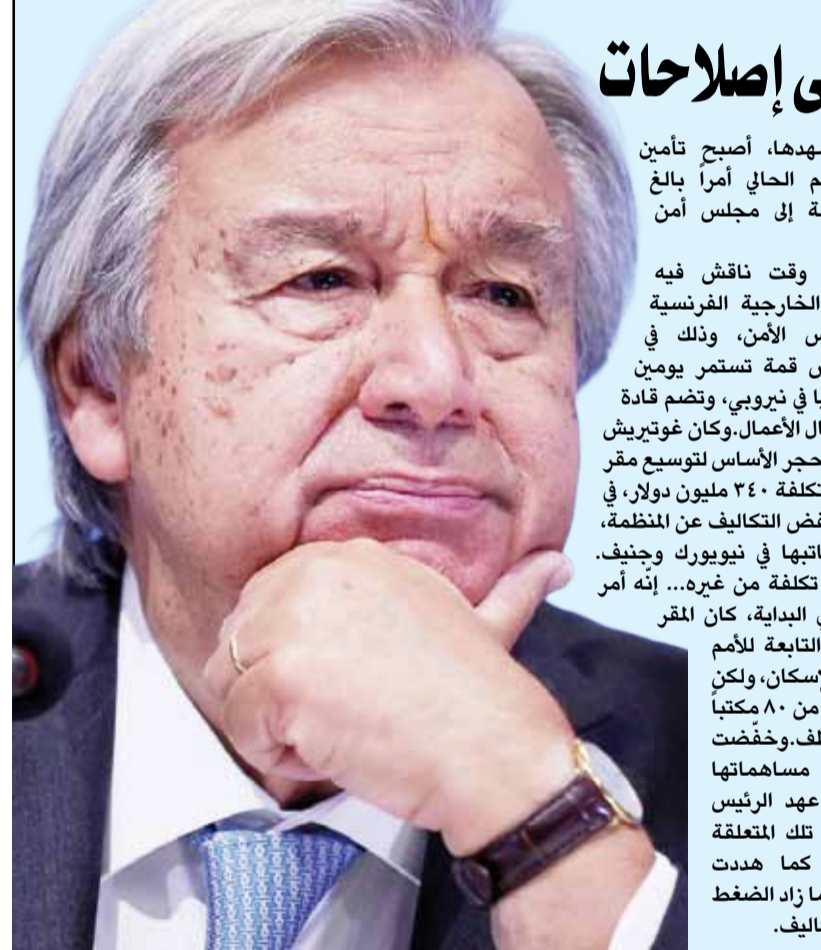 ى إصلاحات
هدها، أصبح تأمين
م الحالي أمراً بالغ
ة إلى مجلس أمن
وقت ناقش فيه
الخارجية الفرنسية
س الأمن، وذلك في
ل قمة تستمر يومين
يا في نيروبي، وتضم قادة
ال الأعمال.وكان غوتيريش
حجر الأساس لتوسيع مقر
تكلفة ٣٤٠ مليون دولار، في
فض التكاليف عن المنظمة،
اتبها في نيويورك وجنيف.
تكلفة من غيره... إنّه أمر
ي البداية، كان المقر
التابعة للأمم
لإسكان، ولكن
من ٨٠ مكتباً
ظف.وخفّضت
مساهماتها
عهد الرئيس
تلك المتعلقة
كما هددت
ما زاد الضغط
اليف.